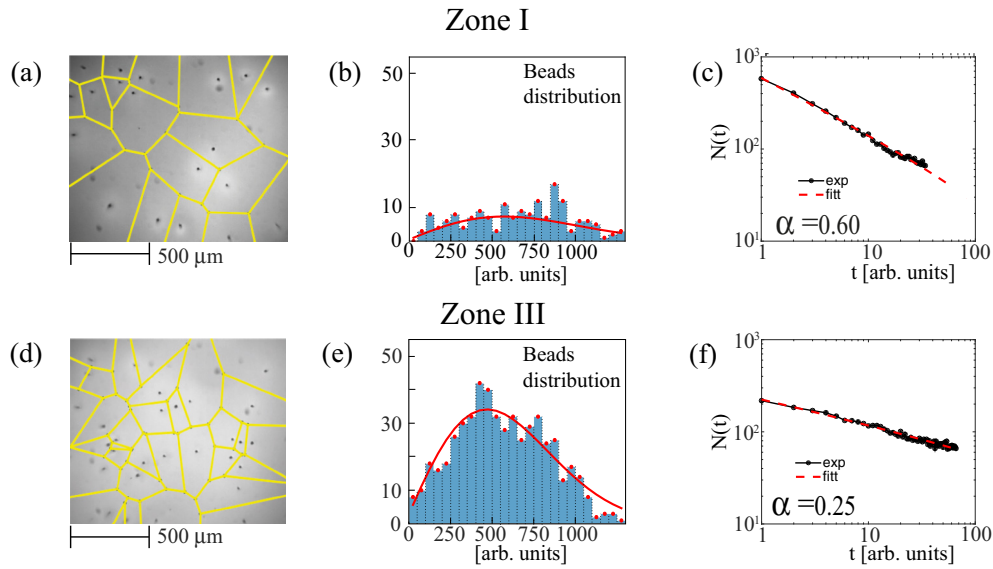 Zone I
(a)
500 μm
(b)
Beads
distribution
50
30
10
0
0
250
500
750
1000
[arb. units]
(c)
N(t)
10³
10²
10¹
exp
fitt
α =0.60
1
10
100
t [arb. units]
Zone III
(d)
500 μm
(e)
Beads
distribution
50
30
10
0
0
250
500
750
1000
[arb. units]
(f)
N(t)
10³
10²
10¹
exp
fitt
α =0.25
1
10
100
t [arb. units]